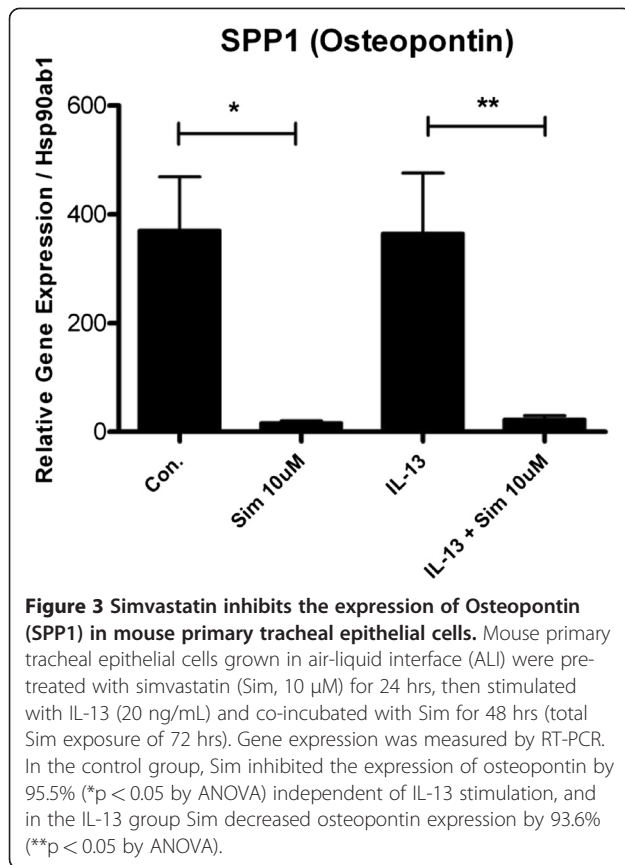 SPP1 (Osteopontin)
Relative Gene Expression / Hsp90ab1
600
400
200
0
*
**
Con.
Sim 10uM
IL-13
IL-13 + Sim 10uM
Figure 3 Simvastatin inhibits the expression of Osteopontin
(SPP1) in mouse primary tracheal epithelial cells. Mouse primary
tracheal epithelial cells grown in air-liquid interface (ALI) were pre-
treated with simvastatin (Sim, 10 μM) for 24 hrs, then stimulated
with IL-13 (20 ng/mL) and co-incubated with Sim for 48 hrs (total
Sim exposure of 72 hrs). Gene expression was measured by RT-PCR.
In the control group, Sim inhibited the expression of osteopontin by
95.5% (*p < 0.05 by ANOVA) independent of IL-13 stimulation, and
in the IL-13 group Sim decreased osteopontin expression by 93.6%
(**p < 0.05 by ANOVA).